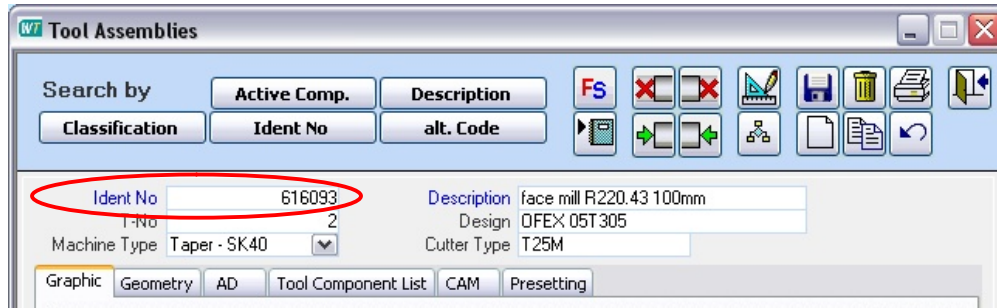 WT Tool Assemblies
Search by Active Comp. Description FS
Classification Ident No alt. Code
Ident No 616093 Description face mill R220.43 100mm
T-No 2 Design OFEX 05T305
Machine Type Taper - SK40 Cutter Type T25M
Graphic Geometry AD Tool Component List CAM Presetting